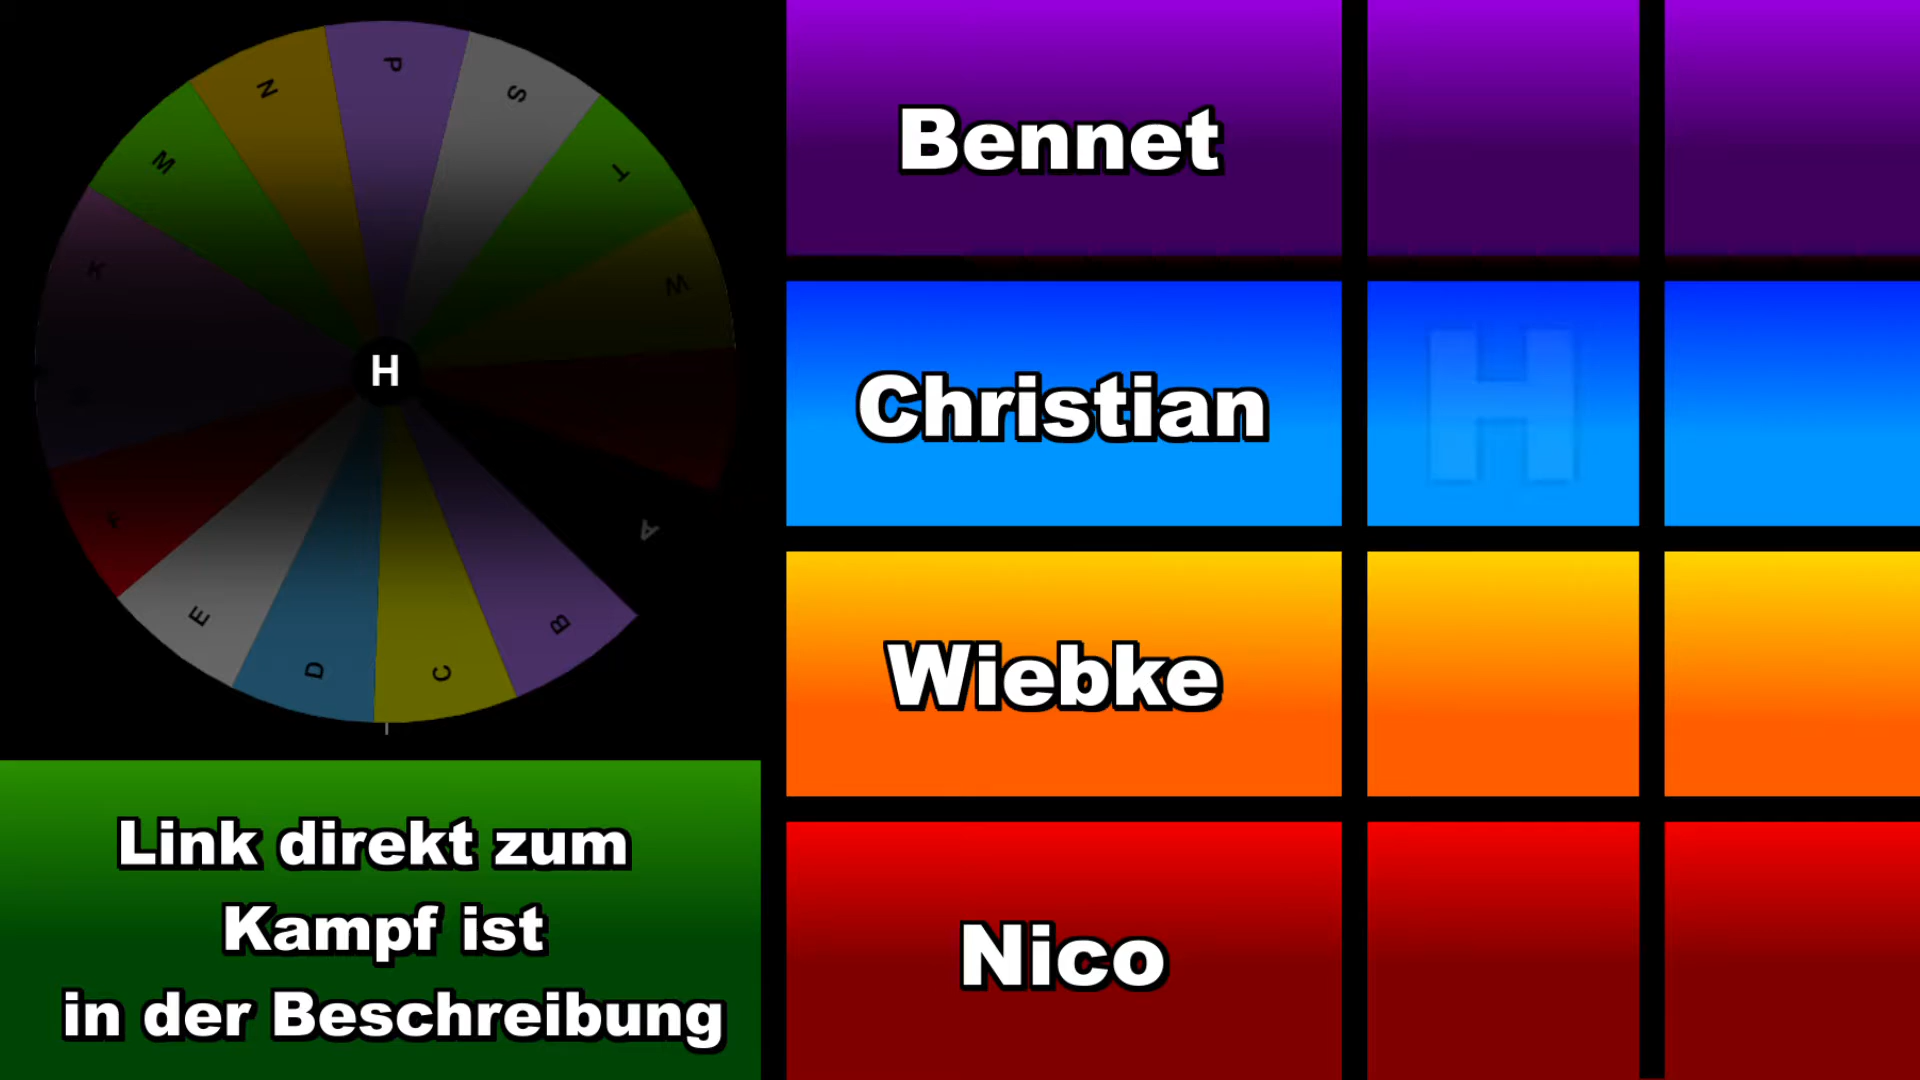 P
S
N
T
M
W
K
H
A
F
E
B
D
C
Bennet
Christian
H
Wiebke
Nico
Link direkt zum
Kampf ist
in der Beschreibung